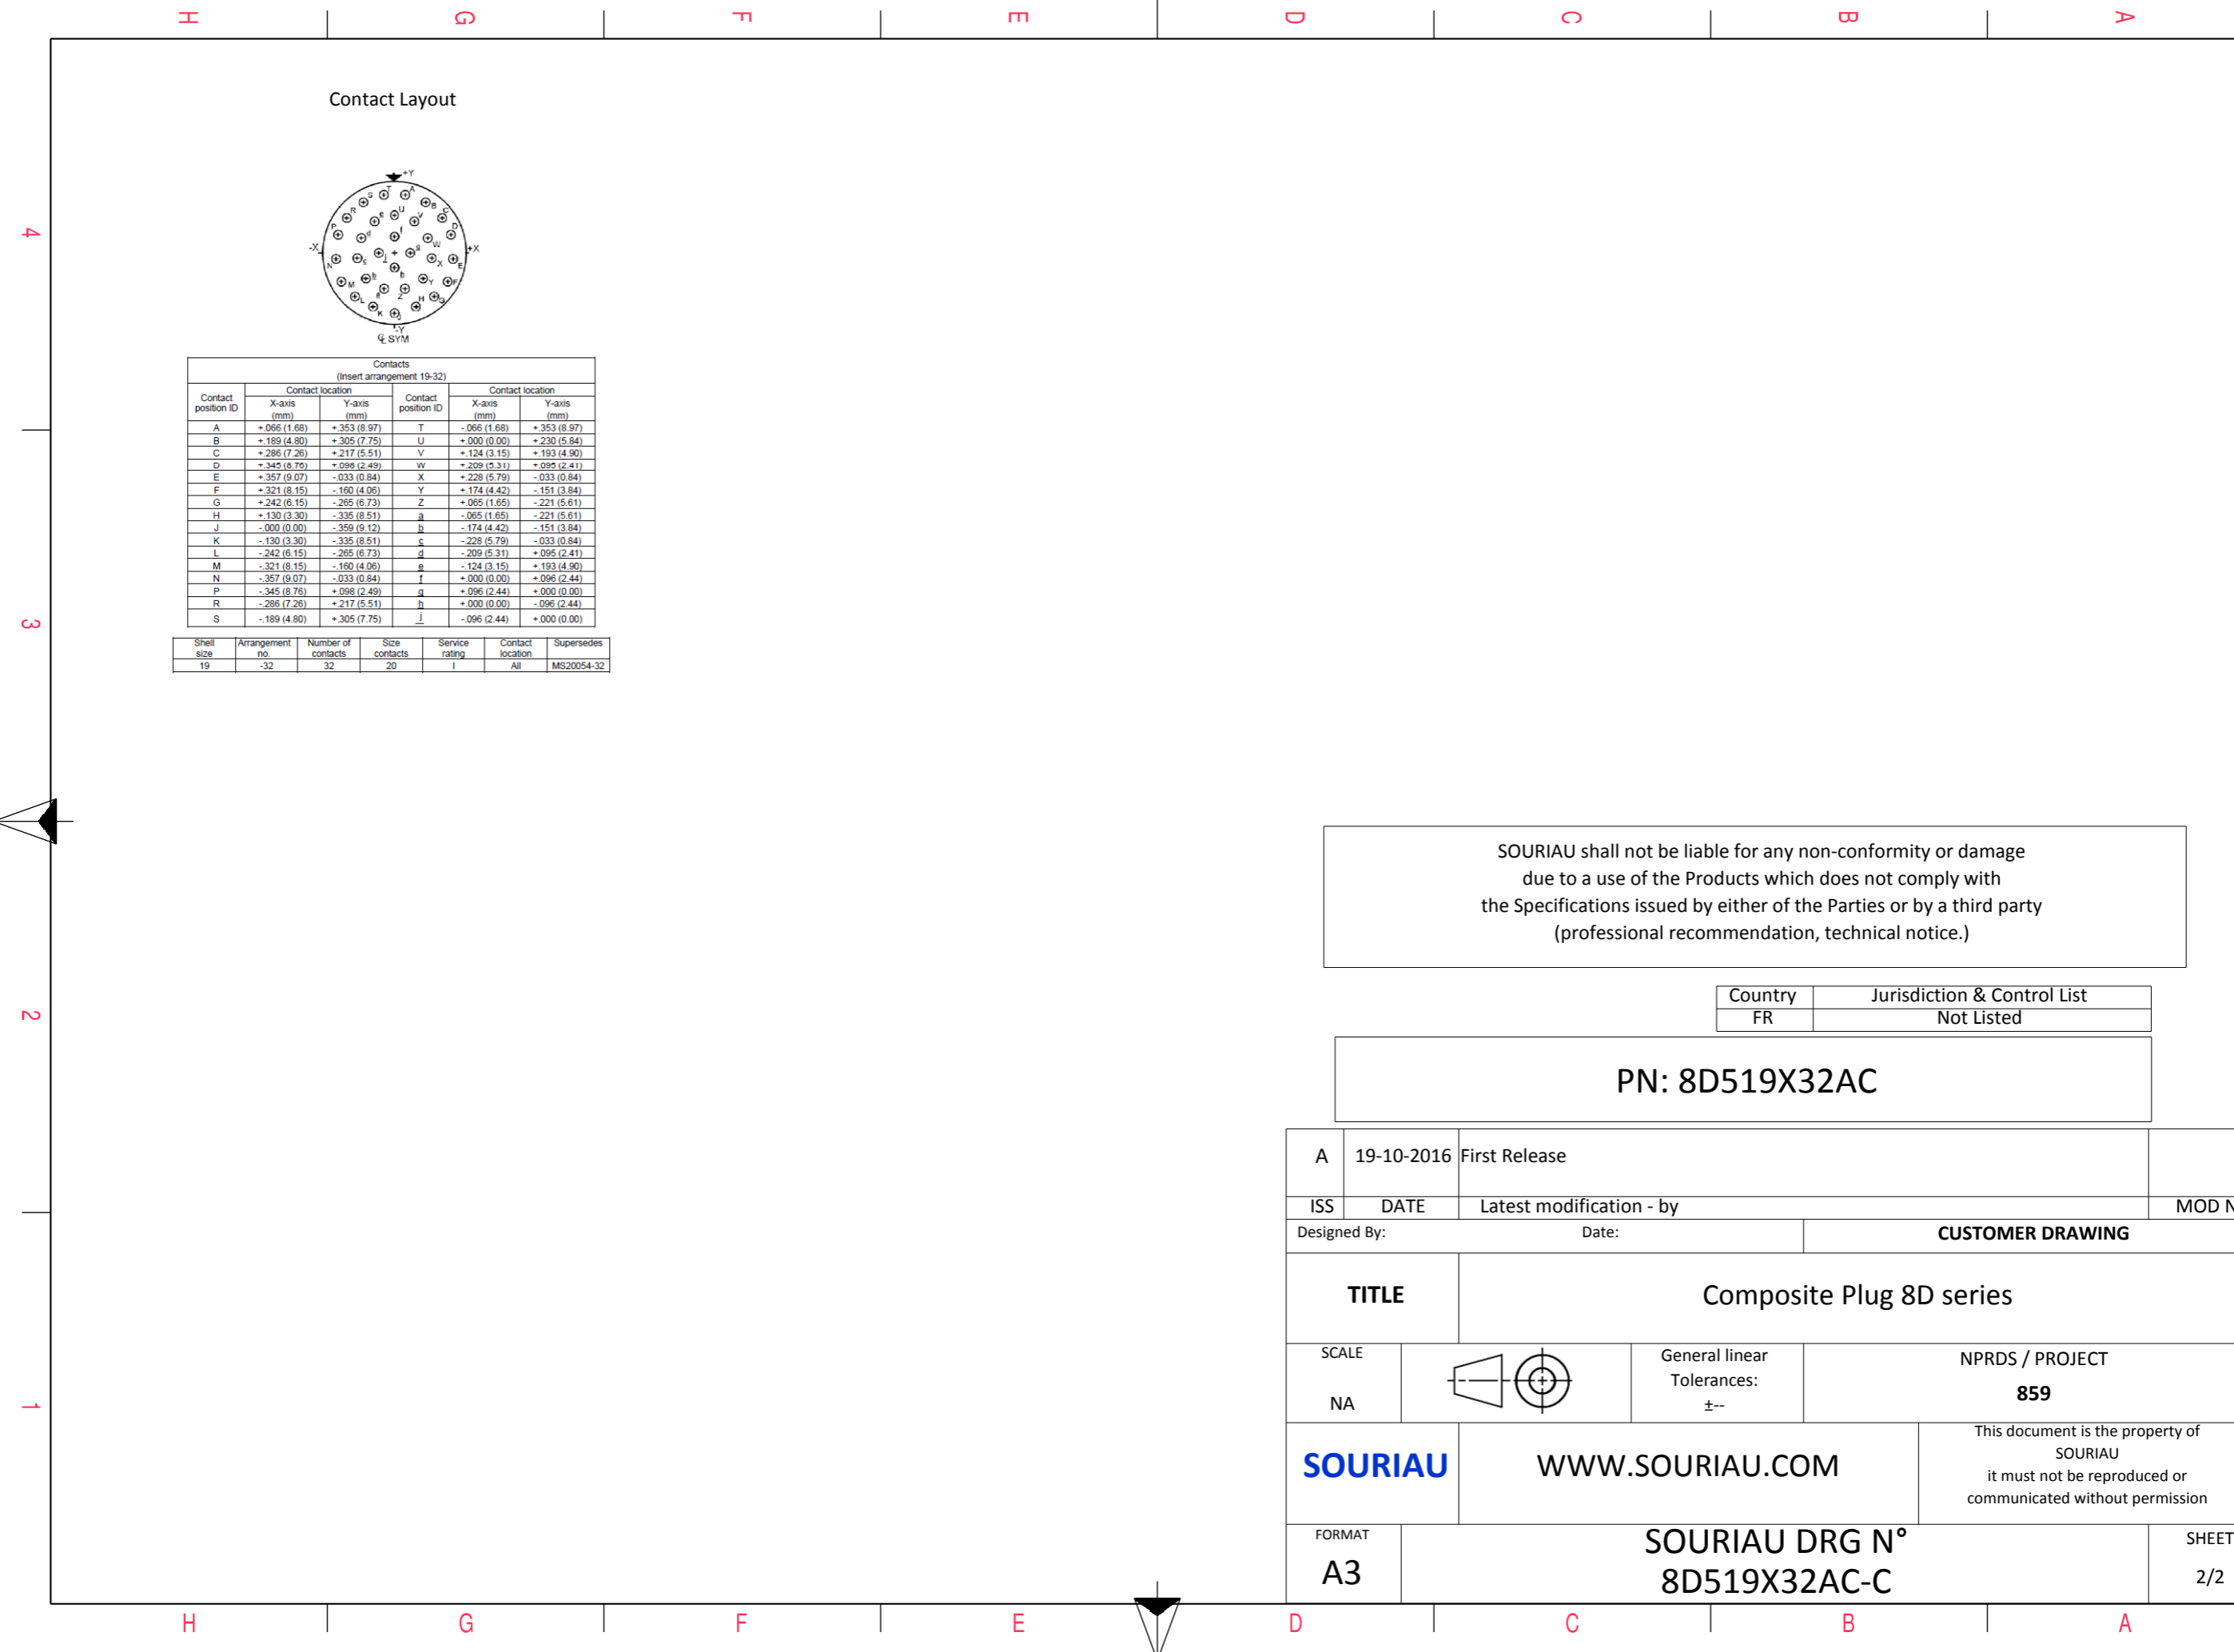 H G F E D C B A
Contact Layout
+Y
T A
S B
R e U V C
P d f W D
-X +X
N c j g X E
M b h Y F
L a Z H G
K J
-Y
℄ SYM
4
3
2
1
Contacts
(Insert arrangement 19-32)
Contact position ID Contact location Contact position ID Contact location
X-axis (mm) Y-axis (mm) X-axis (mm) Y-axis (mm)
A +.066 (1.68) +.353 (8.97) T -.066 (1.68) +.353 (8.97)
B +.189 (4.80) +.305 (7.75) U +.000 (0.00) +.230 (5.84)
C +.286 (7.26) +.217 (5.51) V +.124 (3.15) +.193 (4.90)
D +.345 (8.76) +.098 (2.49) W +.209 (5.31) +.095 (2.41)
E +.357 (9.07) -.033 (0.84) X +.228 (5.79) -.033 (0.84)
F +.321 (8.15) -.160 (4.06) Y +.174 (4.42) -.151 (3.84)
G +.242 (6.15) -.265 (6.73) Z +.065 (1.65) -.221 (5.61)
H +.130 (3.30) -.335 (8.51) a -.065 (1.65) -.221 (5.61)
J -.000 (0.00) -.359 (9.12) b -.174 (4.42) -.151 (3.84)
K -.130 (3.30) -.335 (8.51) c -.228 (5.79) -.033 (0.84)
L -.242 (6.15) -.265 (6.73) d -.209 (5.31) +.095 (2.41)
M -.321 (8.15) -.160 (4.06) e -.124 (3.15) +.193 (4.90)
N -.357 (9.07) -.033 (0.84) f +.000 (0.00) +.096 (2.44)
P -.345 (8.76) +.098 (2.49) g +.096 (2.44) +.000 (0.00)
R -.286 (7.26) +.217 (5.51) h +.000 (0.00) -.096 (2.44)
S -.189 (4.80) +.305 (7.75) j -.096 (2.44) +.000 (0.00)
Shell size Arrangement no. Number of contacts Size contacts Service rating Contact location Supersedes
19 -32 32 20 I All MS20054-32
SOURIAU shall not be liable for any non-conformity or damage
due to a use of the Products which does not comply with
the Specifications issued by either of the Parties or by a third party
(professional recommendation, technical notice.)
Country Jurisdiction & Control List
FR Not Listed
PN: 8D519X32AC
A 19-10-2016 First Release
ISS DATE Latest modification - by MOD N
Designed By: Date: CUSTOMER DRAWING
TITLE Composite Plug 8D series
SCALE
NA
General linear
Tolerances:
±--
NPRDS / PROJECT
859
SOURIAU WWW.SOURIAU.COM
This document is the property of
SOURIAU
it must not be reproduced or
communicated without permission
FORMAT
A3
SOURIAU DRG N°
8D519X32AC-C
SHEET
2/2
H G F E D C B A